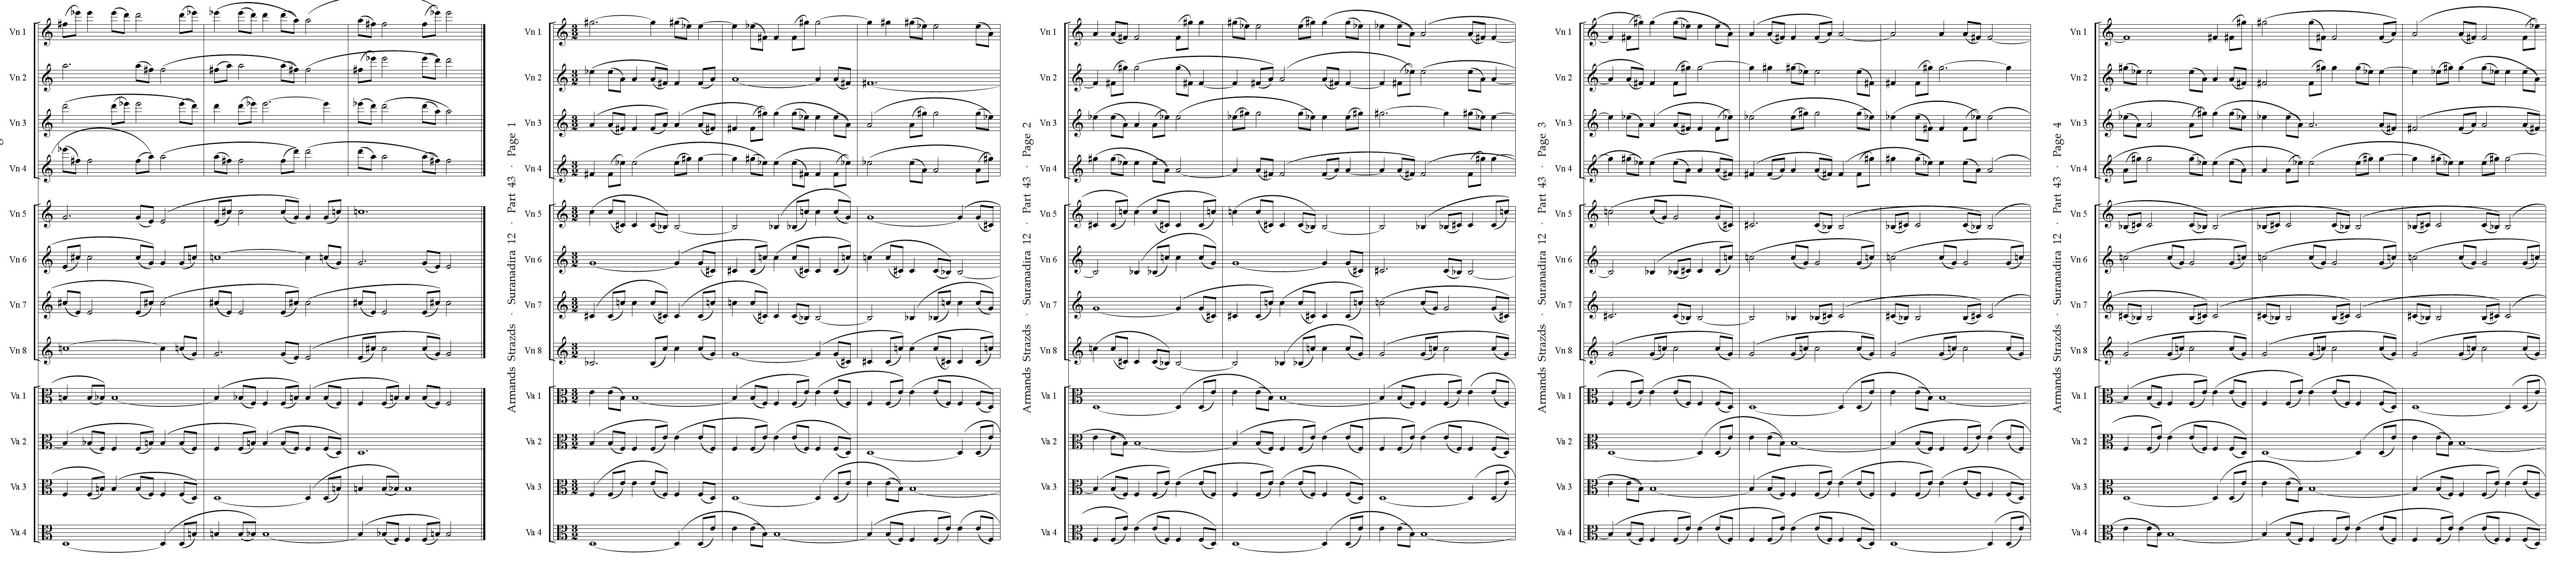 Vn 1
Vn 2
Vn 3
Vn 4
Vn 5
Vn 6
Vn 7
Vn 8
Va 1
Va 2
Va 3
Va 4
Armands Strazds · Suranadira 12 · Part 43 · Page 1
Vn 1
Vn 2
Vn 3
Vn 4
Vn 5
Vn 6
Vn 7
Vn 8
Va 1
Va 2
Va 3
Va 4
Armands Strazds · Suranadira 12 · Part 43 · Page 2
Vn 1
Vn 2
Vn 3
Vn 4
Vn 5
Vn 6
Vn 7
Vn 8
Va 1
Va 2
Va 3
Va 4
Armands Strazds · Suranadira 12 · Part 43 · Page 3
Vn 1
Vn 2
Vn 3
Vn 4
Vn 5
Vn 6
Vn 7
Vn 8
Va 1
Va 2
Va 3
Va 4
Armands Strazds · Suranadira 12 · Part 43 · Page 4
Vn 1
Vn 2
Vn 3
Vn 4
Vn 5
Vn 6
Vn 7
Vn 8
Va 1
Va 2
Va 3
Va 4